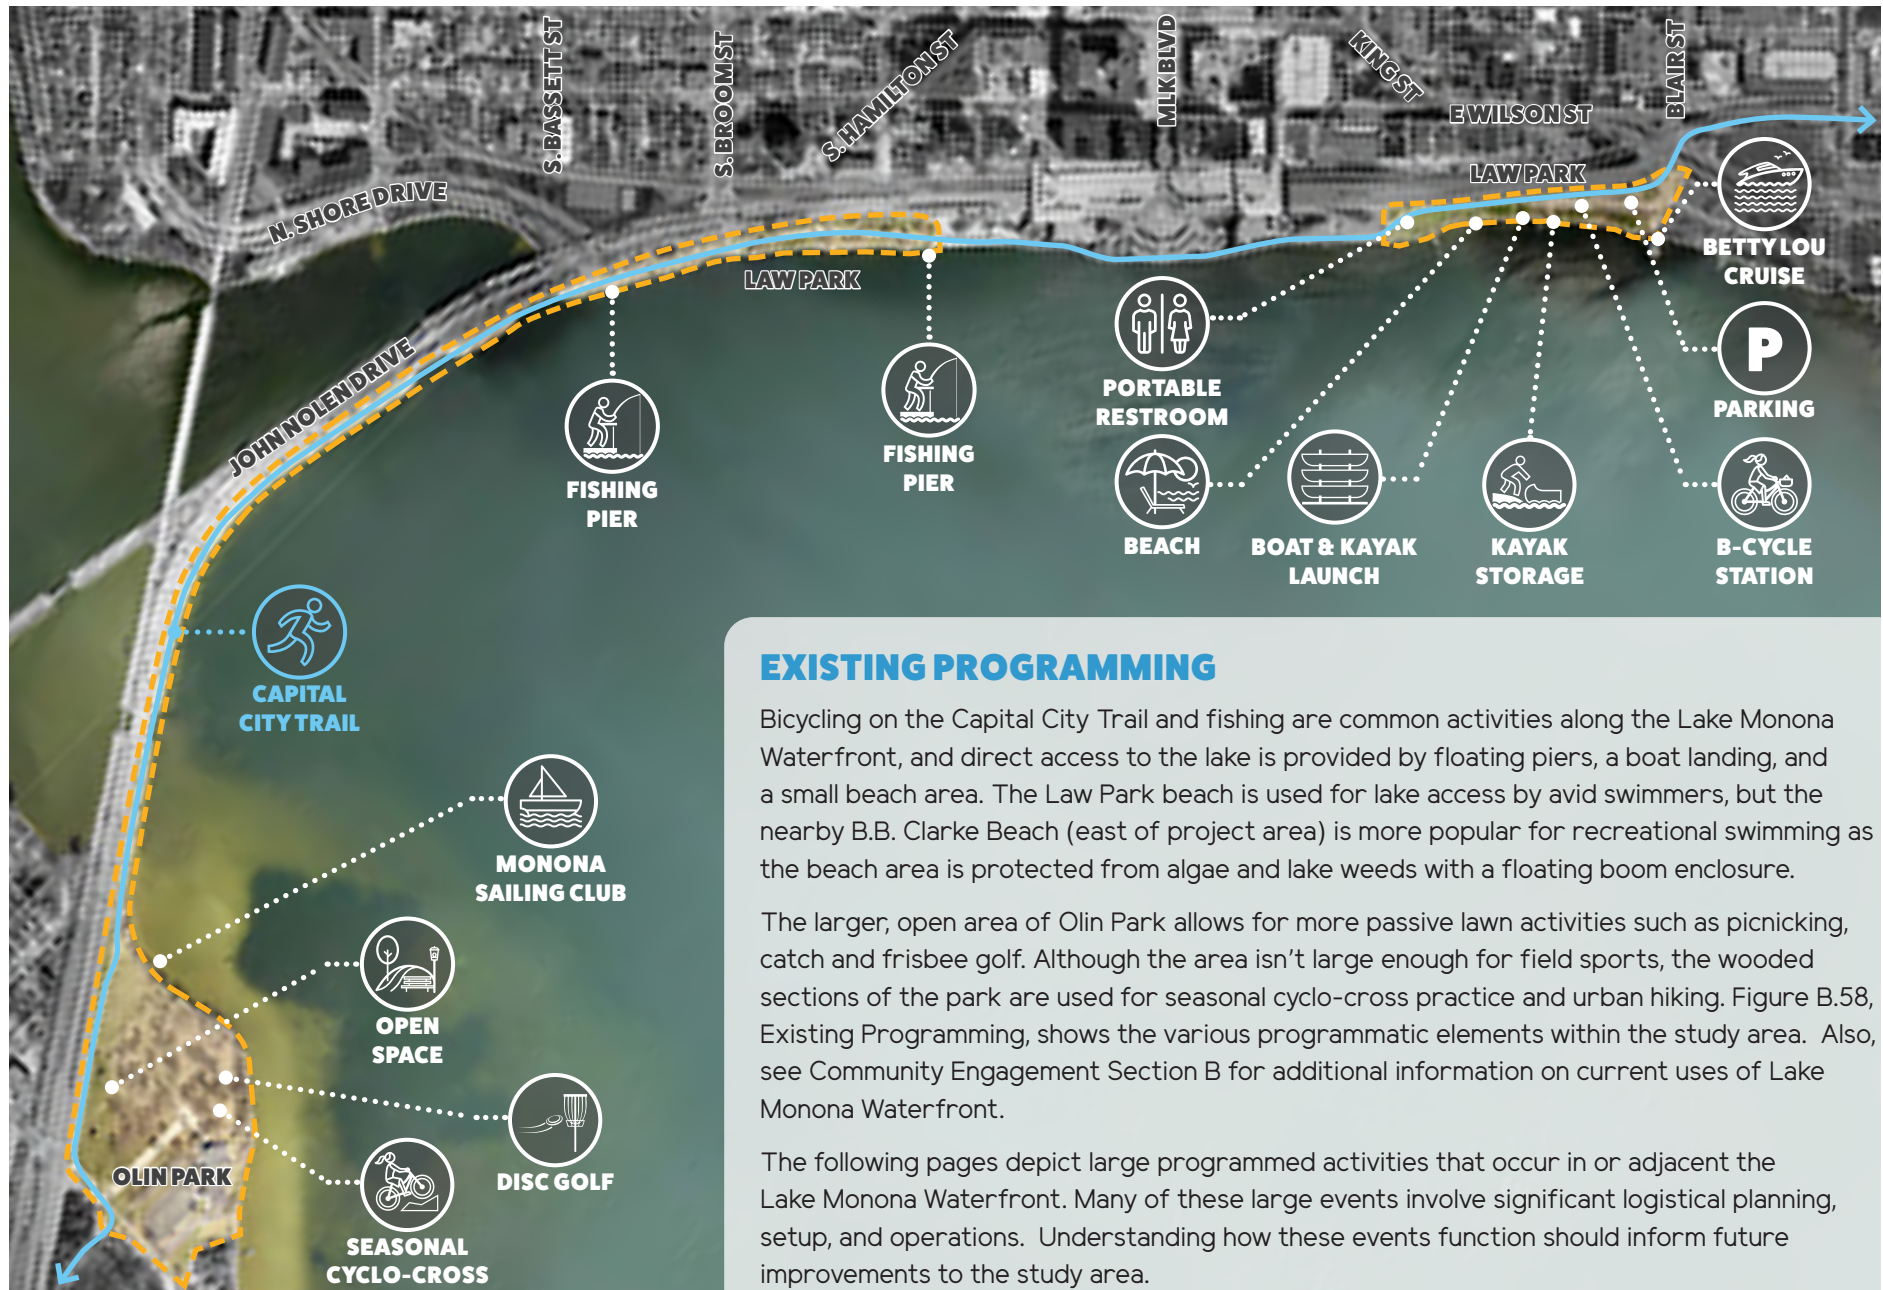 S. BASSETT ST
S. BROOM ST
S. HAMILTON ST
MLK BLVD
KING ST
E WILSON ST
BLAIR ST
N. SHORE DRIVE
LAW PARK
LAW PARK
JOHN NOLEN DRIVE
BETTY LOU
CRUISE
PORTABLE
RESTROOM
P
PARKING
FISHING
PIER
FISHING
PIER
BEACH
BOAT & KAYAK
LAUNCH
KAYAK
STORAGE
B-CYCLE
STATION
CAPITAL
CITY TRAIL
MONONA
SAILING CLUB
OPEN
SPACE
DISC GOLF
OLIN PARK
SEASONAL
CYCLO-CROSS
EXISTING PROGRAMMING
Bicycling on the Capital City Trail and fishing are common activities along the Lake Monona
Waterfront, and direct access to the lake is provided by floating piers, a boat landing, and
a small beach area. The Law Park beach is used for lake access by avid swimmers, but the
nearby B.B. Clarke Beach (east of project area) is more popular for recreational swimming as
the beach area is protected from algae and lake weeds with a floating boom enclosure.
The larger, open area of Olin Park allows for more passive lawn activities such as picnicking,
catch and frisbee golf. Although the area isn't large enough for field sports, the wooded
sections of the park are used for seasonal cyclo-cross practice and urban hiking. Figure B.58,
Existing Programming, shows the various programmatic elements within the study area.  Also,
see Community Engagement Section B for additional information on current uses of Lake
Monona Waterfront.
The following pages depict large programmed activities that occur in or adjacent the
Lake Monona Waterfront. Many of these large events involve significant logistical planning,
setup, and operations.  Understanding how these events function should inform future
improvements to the study area.